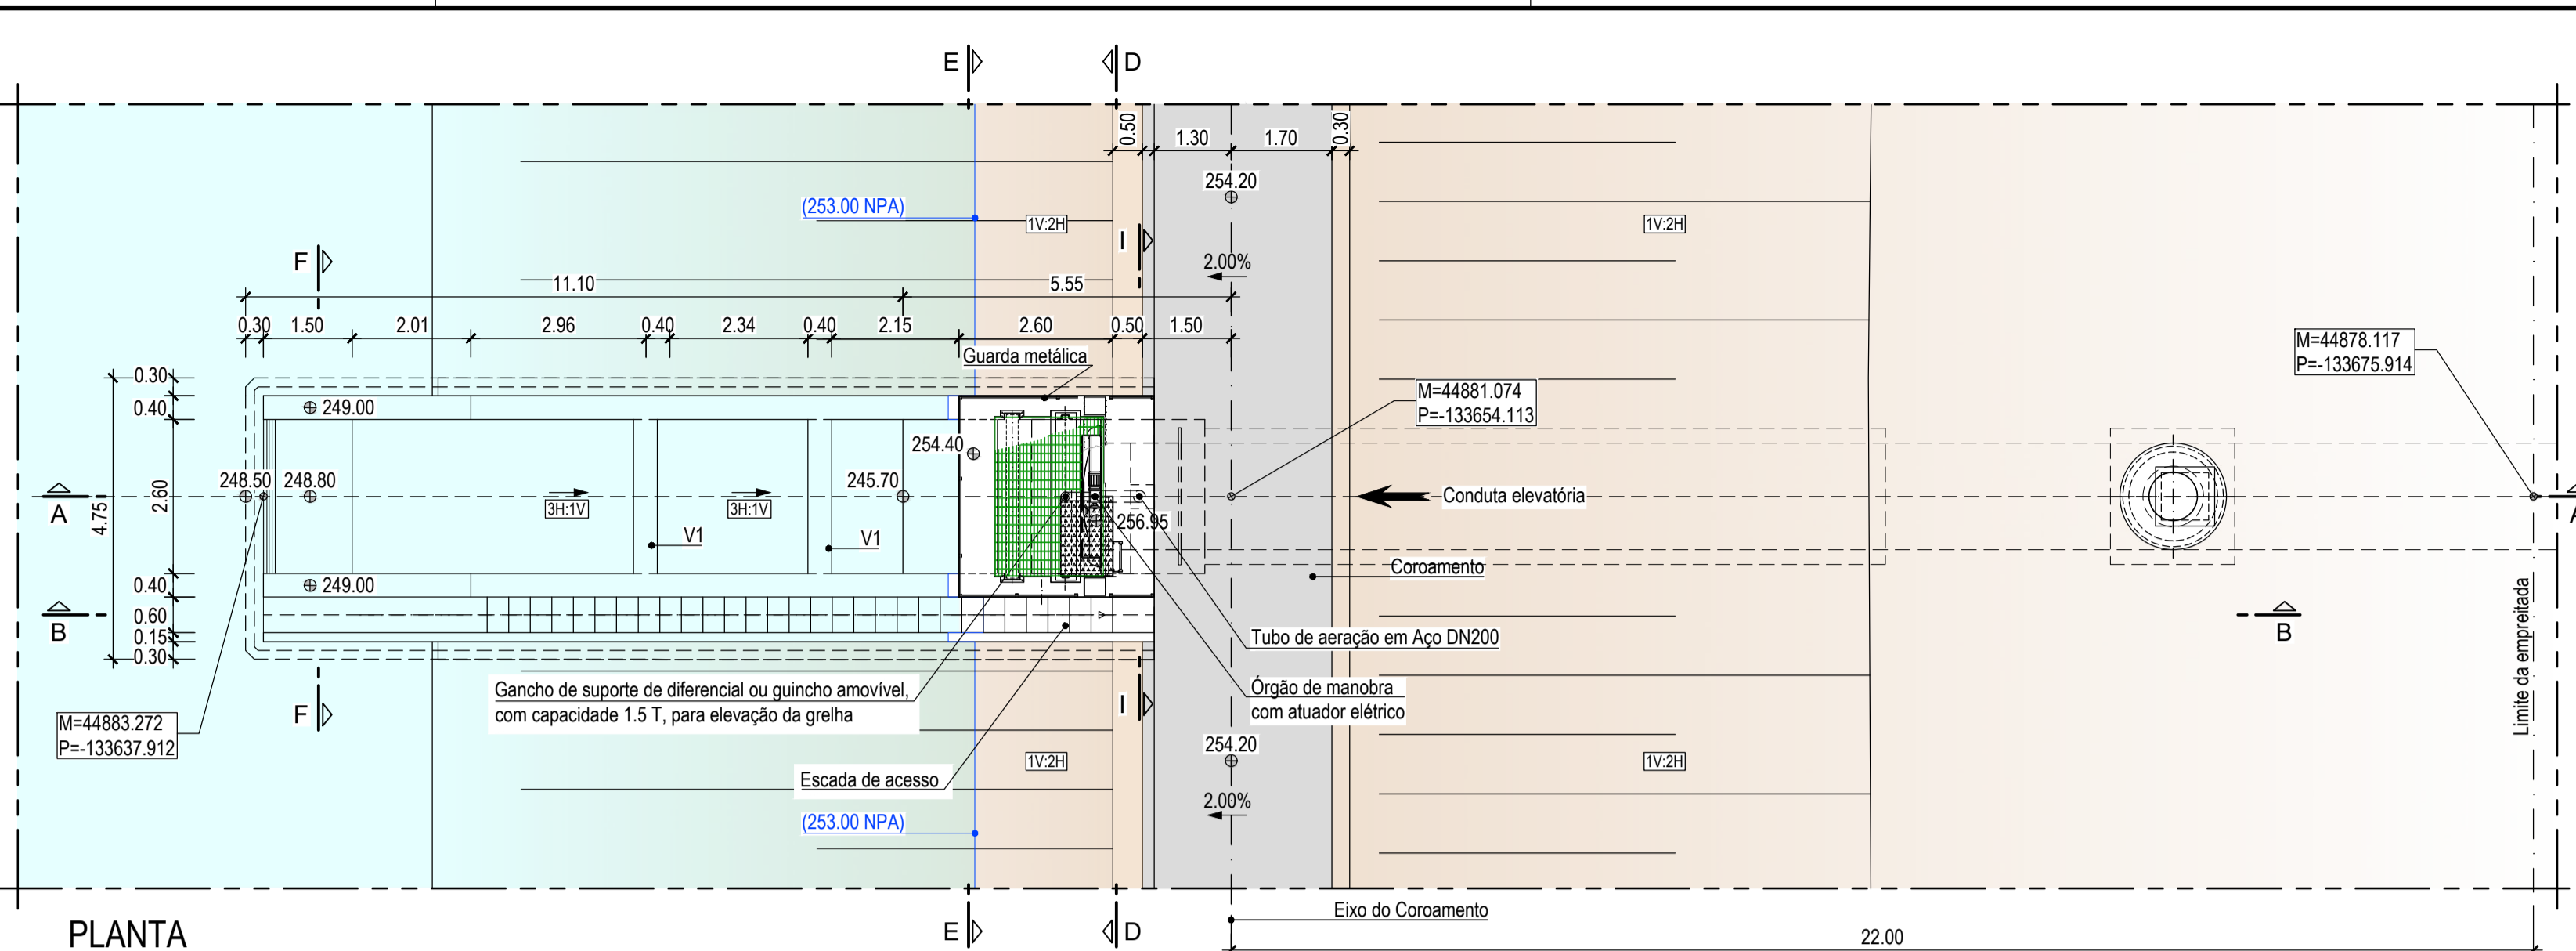 E
D
0.50
1.30
1.70
0.30
254.20
(253.00 NPA)
1V:2H
1V:2H
I
F
2.00%
11.10
5.55
0.30
1.50
2.01
2.96
0.40
2.34
0.40
2.15
2.60
0.50
1.50
Guarda metálica
M=44878.117
P=-133675.914
0.30
0.40
249.00
M=44881.074
P=-133654.113
254.40
248.50
248.80
245.70
2.60
4.75
A
3H:1V
3H:1V
Conduta elevatória
A
256.95
V1
V1
Coroamento
0.40
249.00
0.60
B
0.15
0.30
B
Tubo de aeração em Aço DN200
Limite da empreitada
Gancho de suporte de diferencial ou guincho amovível,
com capacidade 1.5 T, para elevação da grelha
Órgão de manobra
com atuador elétrico
F
I
M=44883.272
P=-133637.912
254.20
1V:2H
1V:2H
Escada de acesso
2.00%
(253.00 NPA)
Eixo do Coroamento
PLANTA
E
D
22.00